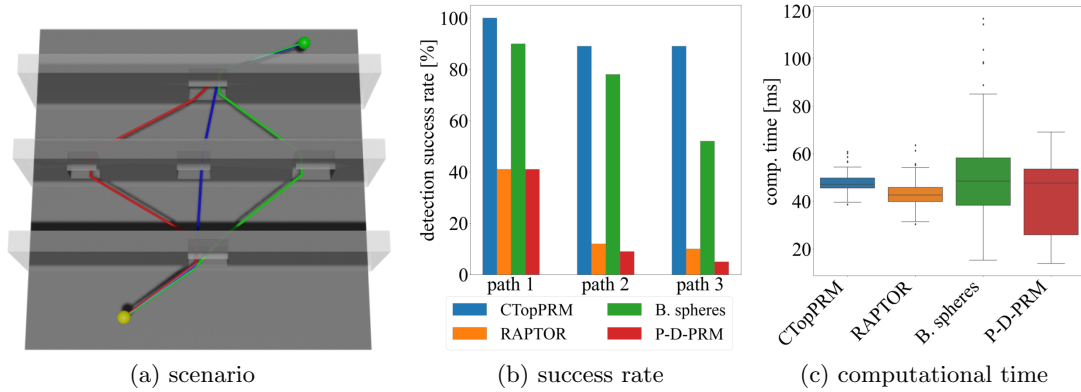 (a) scenario
detection success rate [%]
100
80
60
40
20
0
path 1 path 2 path 3
CTopPRM B. spheres
RAPTOR P-D-PRM
(b) success rate
comp. time [ms]
120
100
80
60
40
20
CTopPRM RAPTOR B. spheres P-D-PRM
(c) computational time